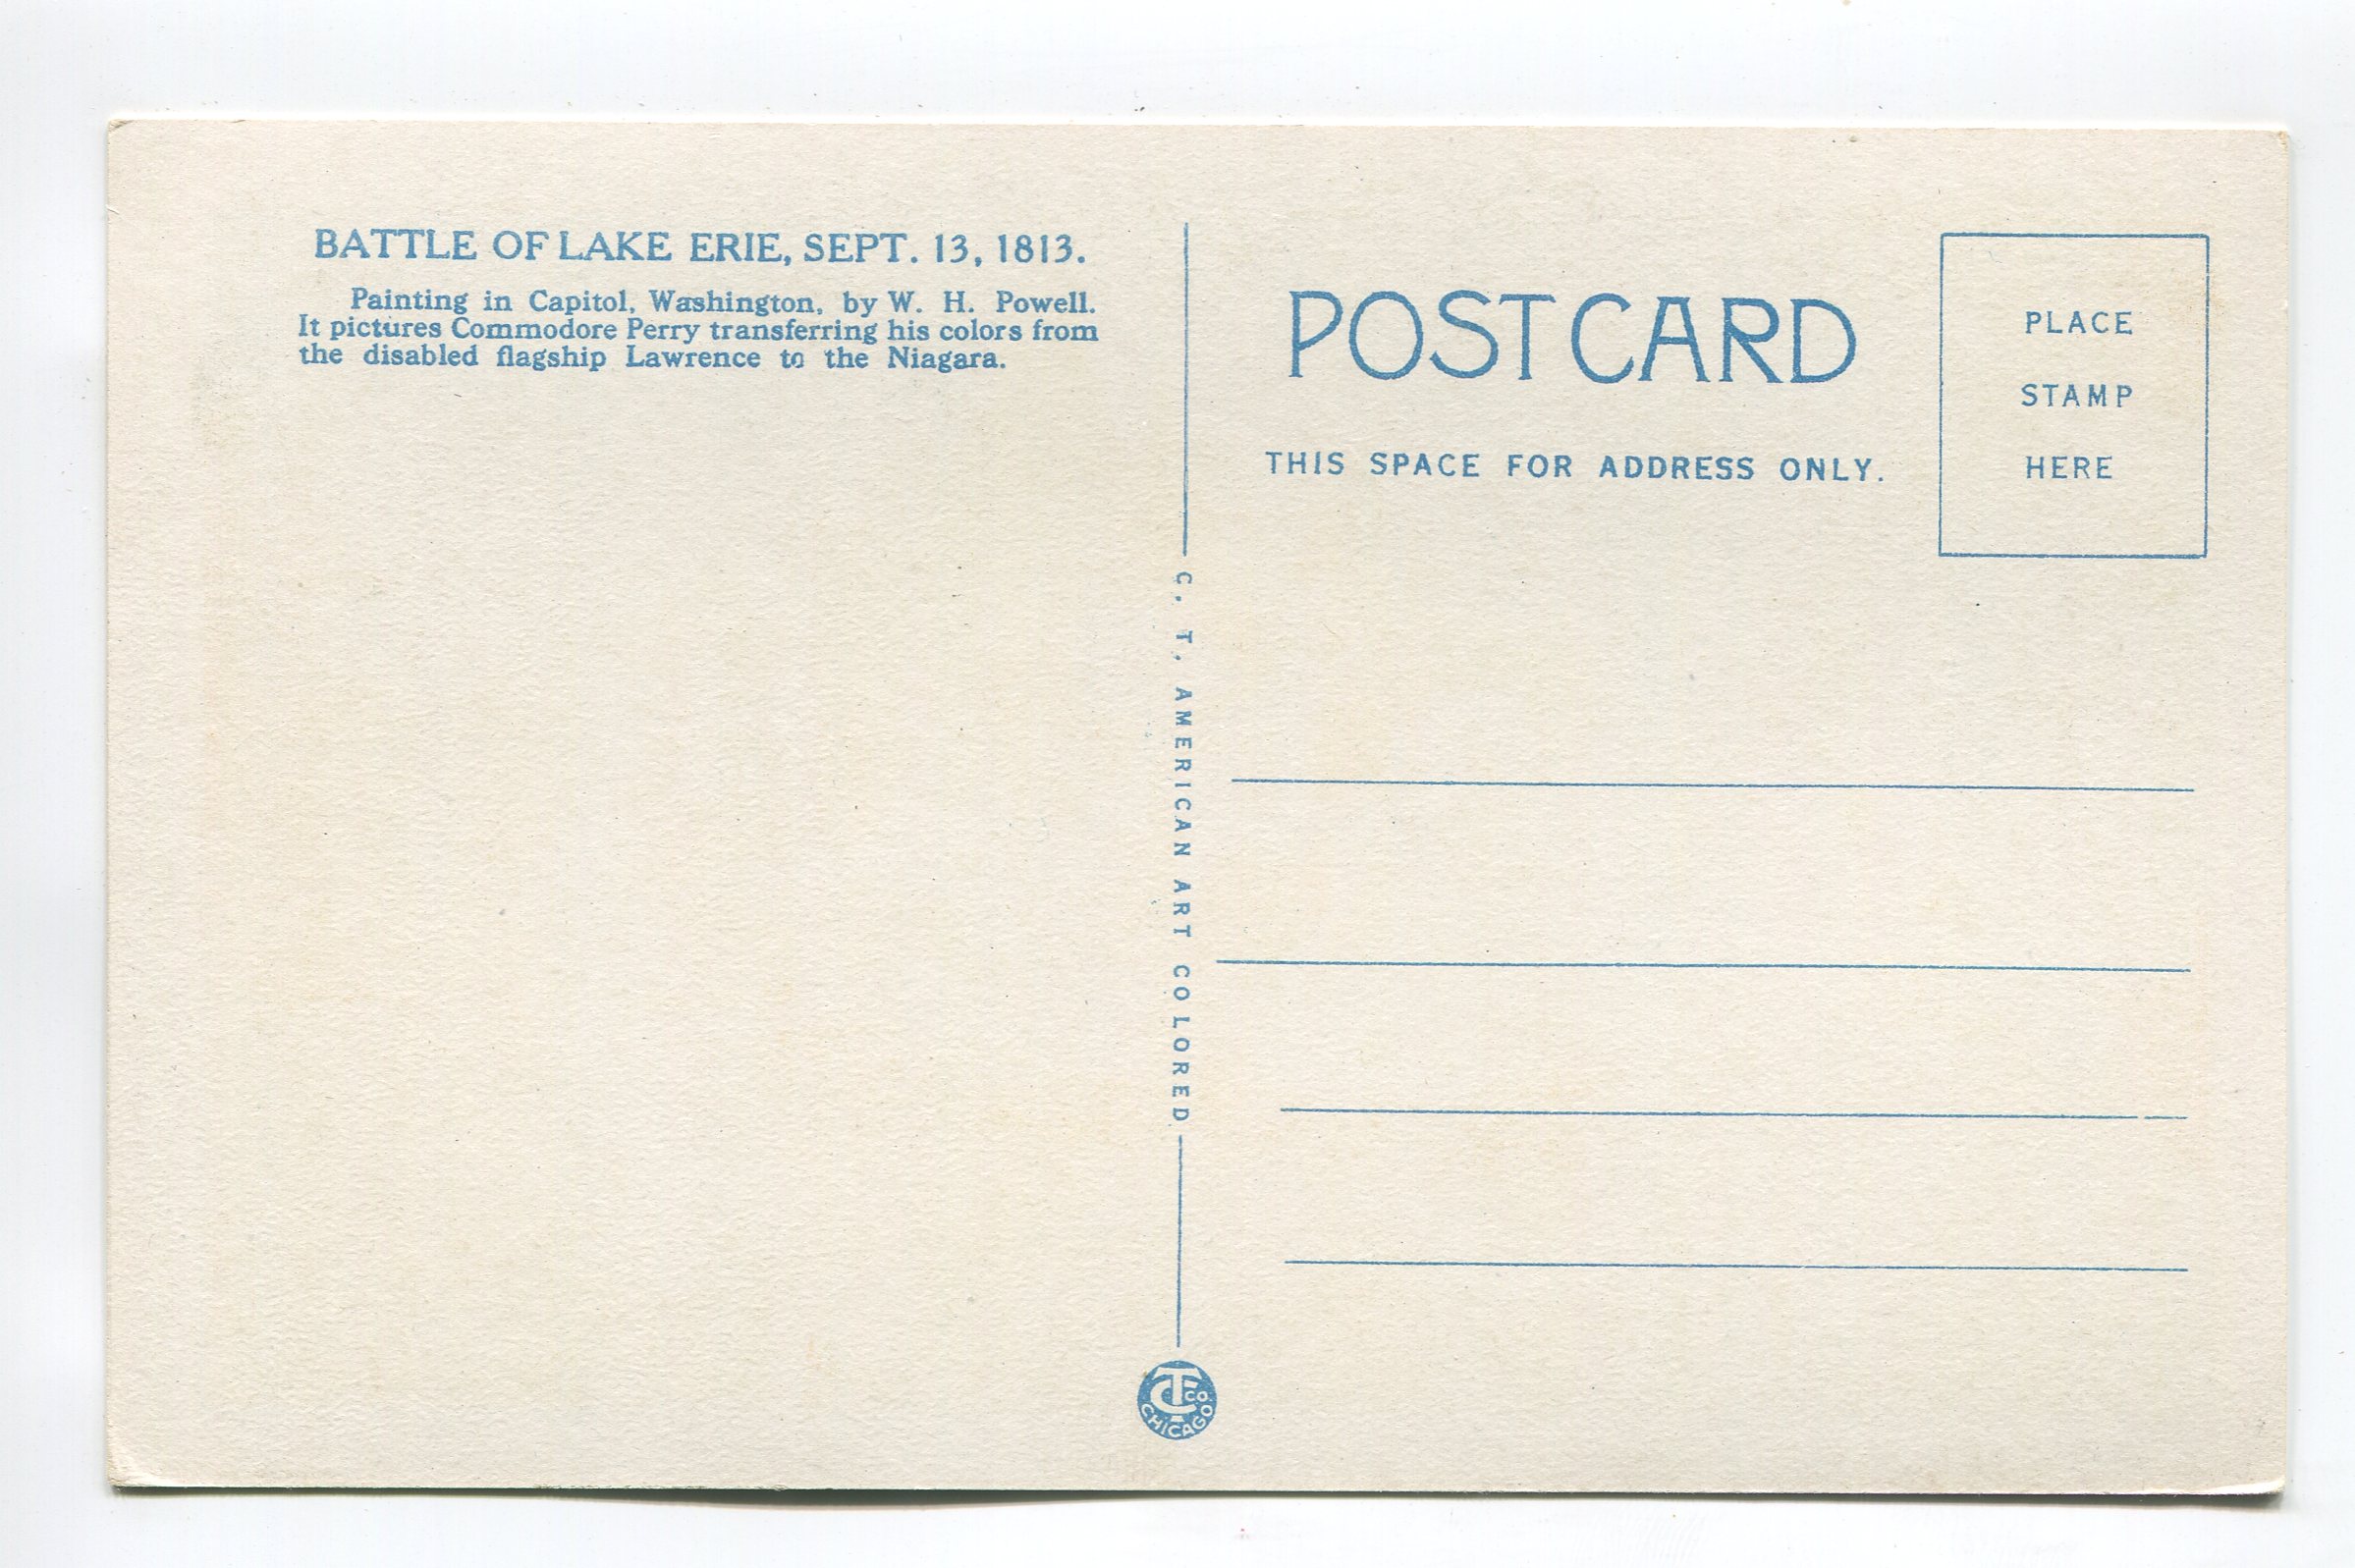 BATTLE OF LAKE ERIE, SEPT. 13, 1813.
Painting in Capitol, Washington, by W. H. Powell.
It pictures Commodore Perry transferring his colors from
the disabled flagship Lawrence to the Niagara.
POST CARD
THIS SPACE FOR ADDRESS ONLY.
PLACE
STAMP
HERE
C. T. AMERICAN ART COLORED
CT CO
CHICAGO